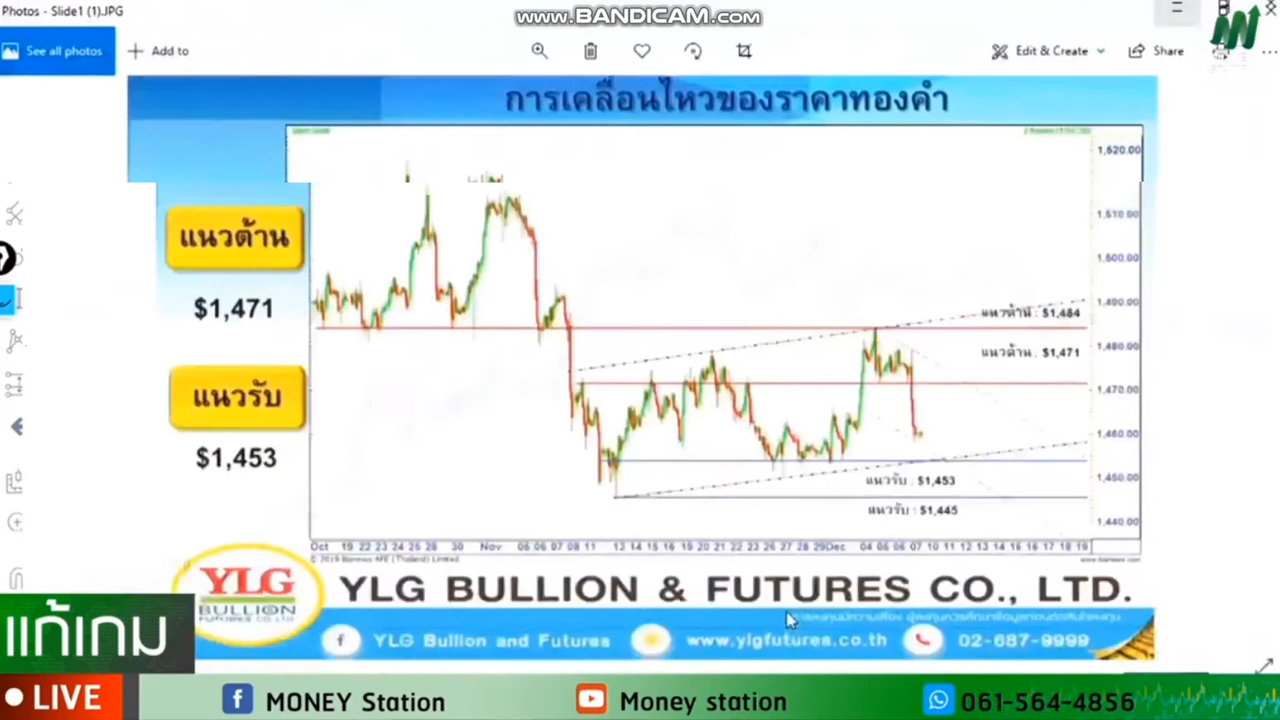 Photos - Slide1 (1).JPG
www.BANDICAM.com
See all photos
Add to
Edit & Create
Share
การเคลื่อนไหวของราคาทองคำ
1,520.00
1,510.00
1,500.00
1,490.00
1,480.00
1,470.00
1,460.00
1,450.00
1,440.00
แนวต้าน
$1,471
แนวรับ
$1,453
แนวต้าน : $1,484
แนวต้าน : $1,471
แนวรับ : $1,453
แนวรับ : $1,445
Oct 19 22 23 24 25 28 30 Nov 05 06 07 08 11 13 14 15 18 19 20 21 22 25 26 27 28 29 Dec 04 05 06 07 10 11 12 13 14 15 16 17 18 19
YLG
BULLION
FUTURES CO LTD
YLG BULLION & FUTURES CO., LTD.
YLG Bullion and Futures
www.ylgfutures.co.th
02-687-9999
แก้เกม
LIVE
MONEY Station
Money station
061-564-4856